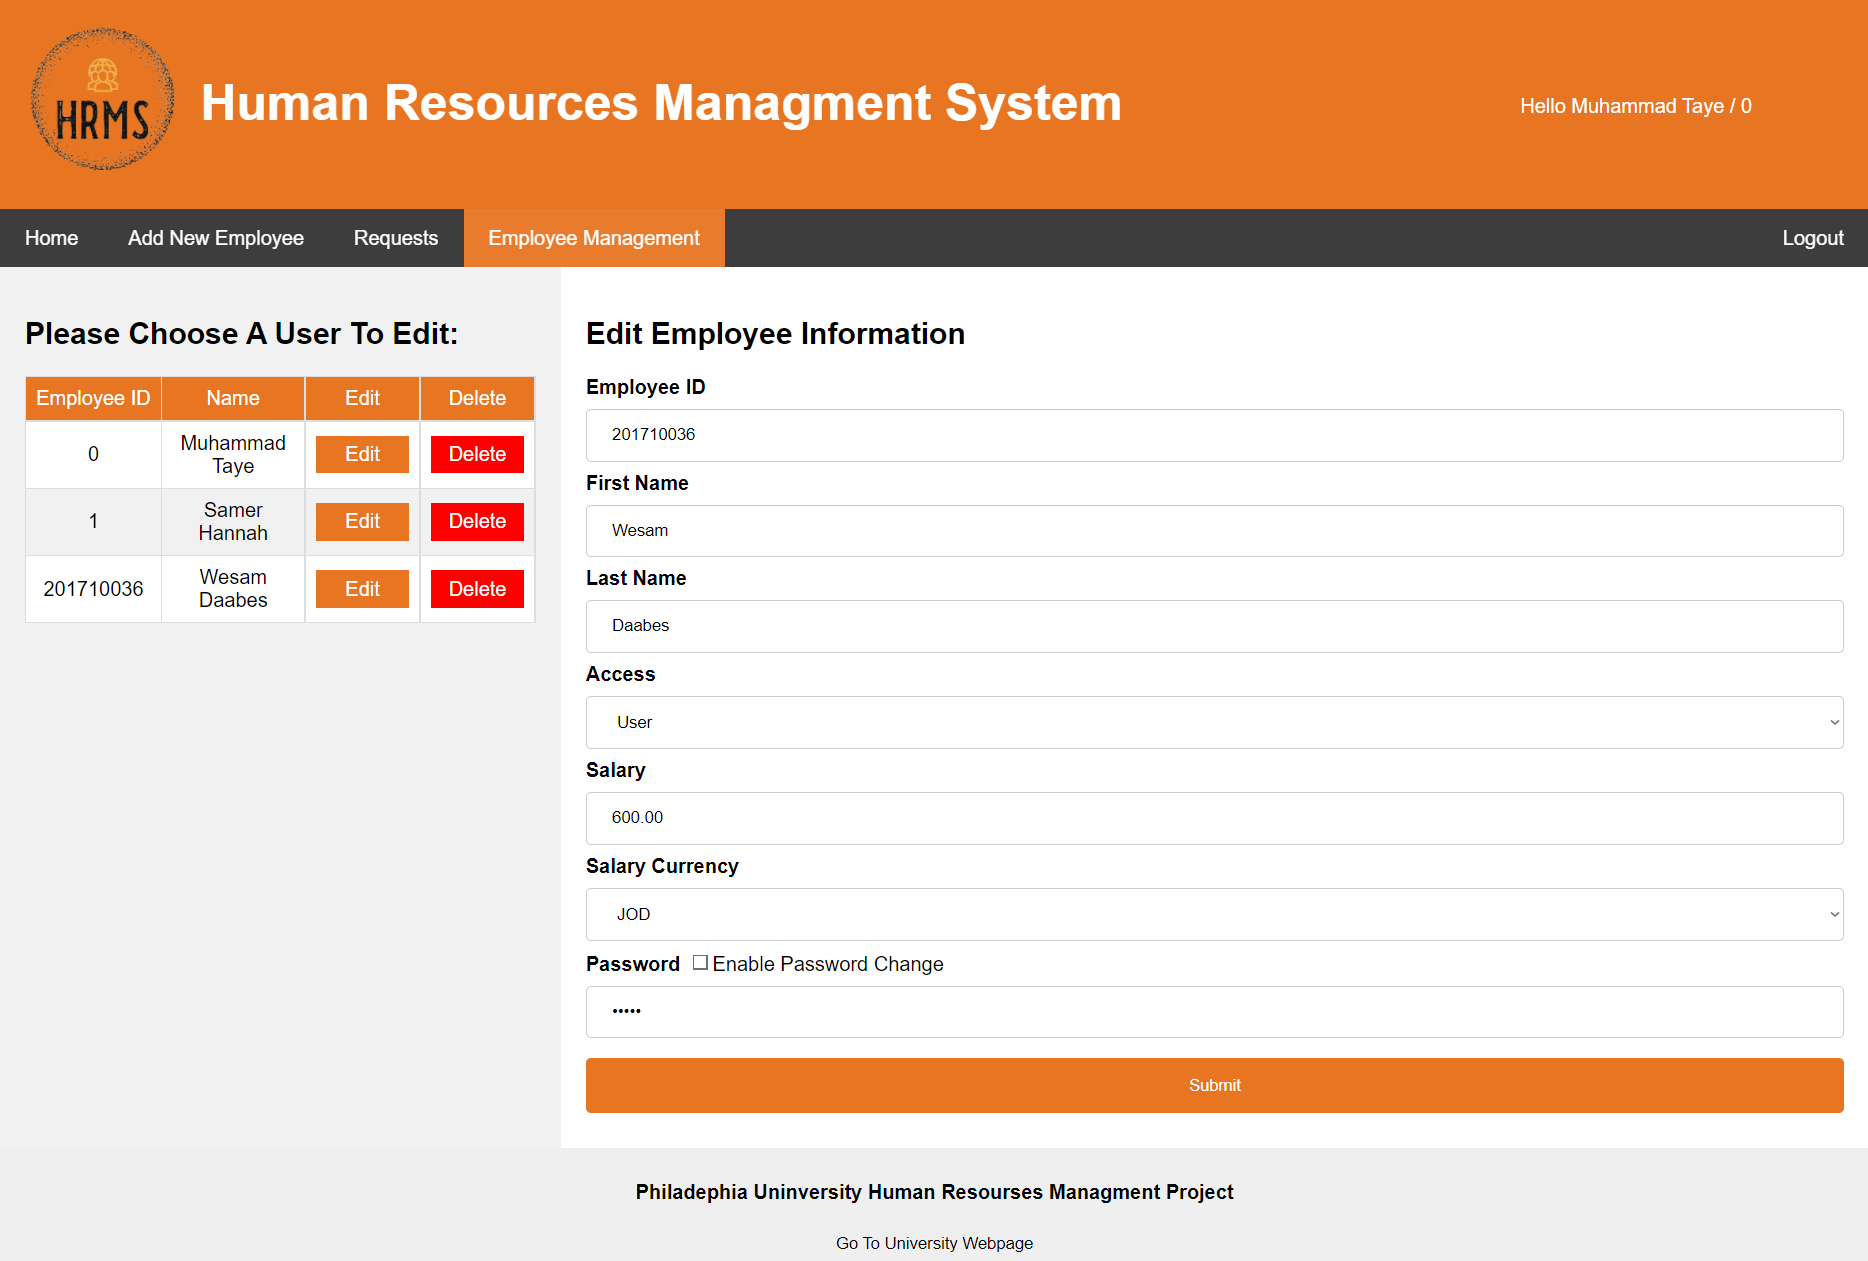 HRMS
Human Resources Managment System
Hello Muhammad Taye / 0
Home Add New Employee Requests Employee Management Logout
Please Choose A User To Edit:
Employee ID Name Edit Delete
0 Muhammad Taye Edit Delete
1 Samer Hannah Edit Delete
201710036 Wesam Daabes Edit Delete
Edit Employee Information
Employee ID
201710036
First Name
Wesam
Last Name
Daabes
Access
User
Salary
600.00
Salary Currency
JOD
Password Enable Password Change
•••••
Submit
Philadephia Uninversity Human Resourses Managment Project
Go To University Webpage